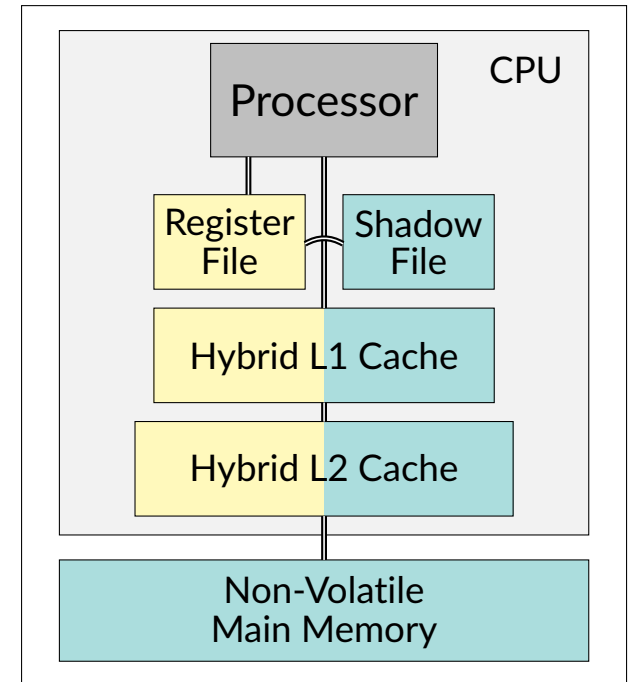 CPU
Processor
Register
File
Shadow
File
Hybrid L1 Cache
Hybrid L2 Cache
Non-Volatile
Main Memory